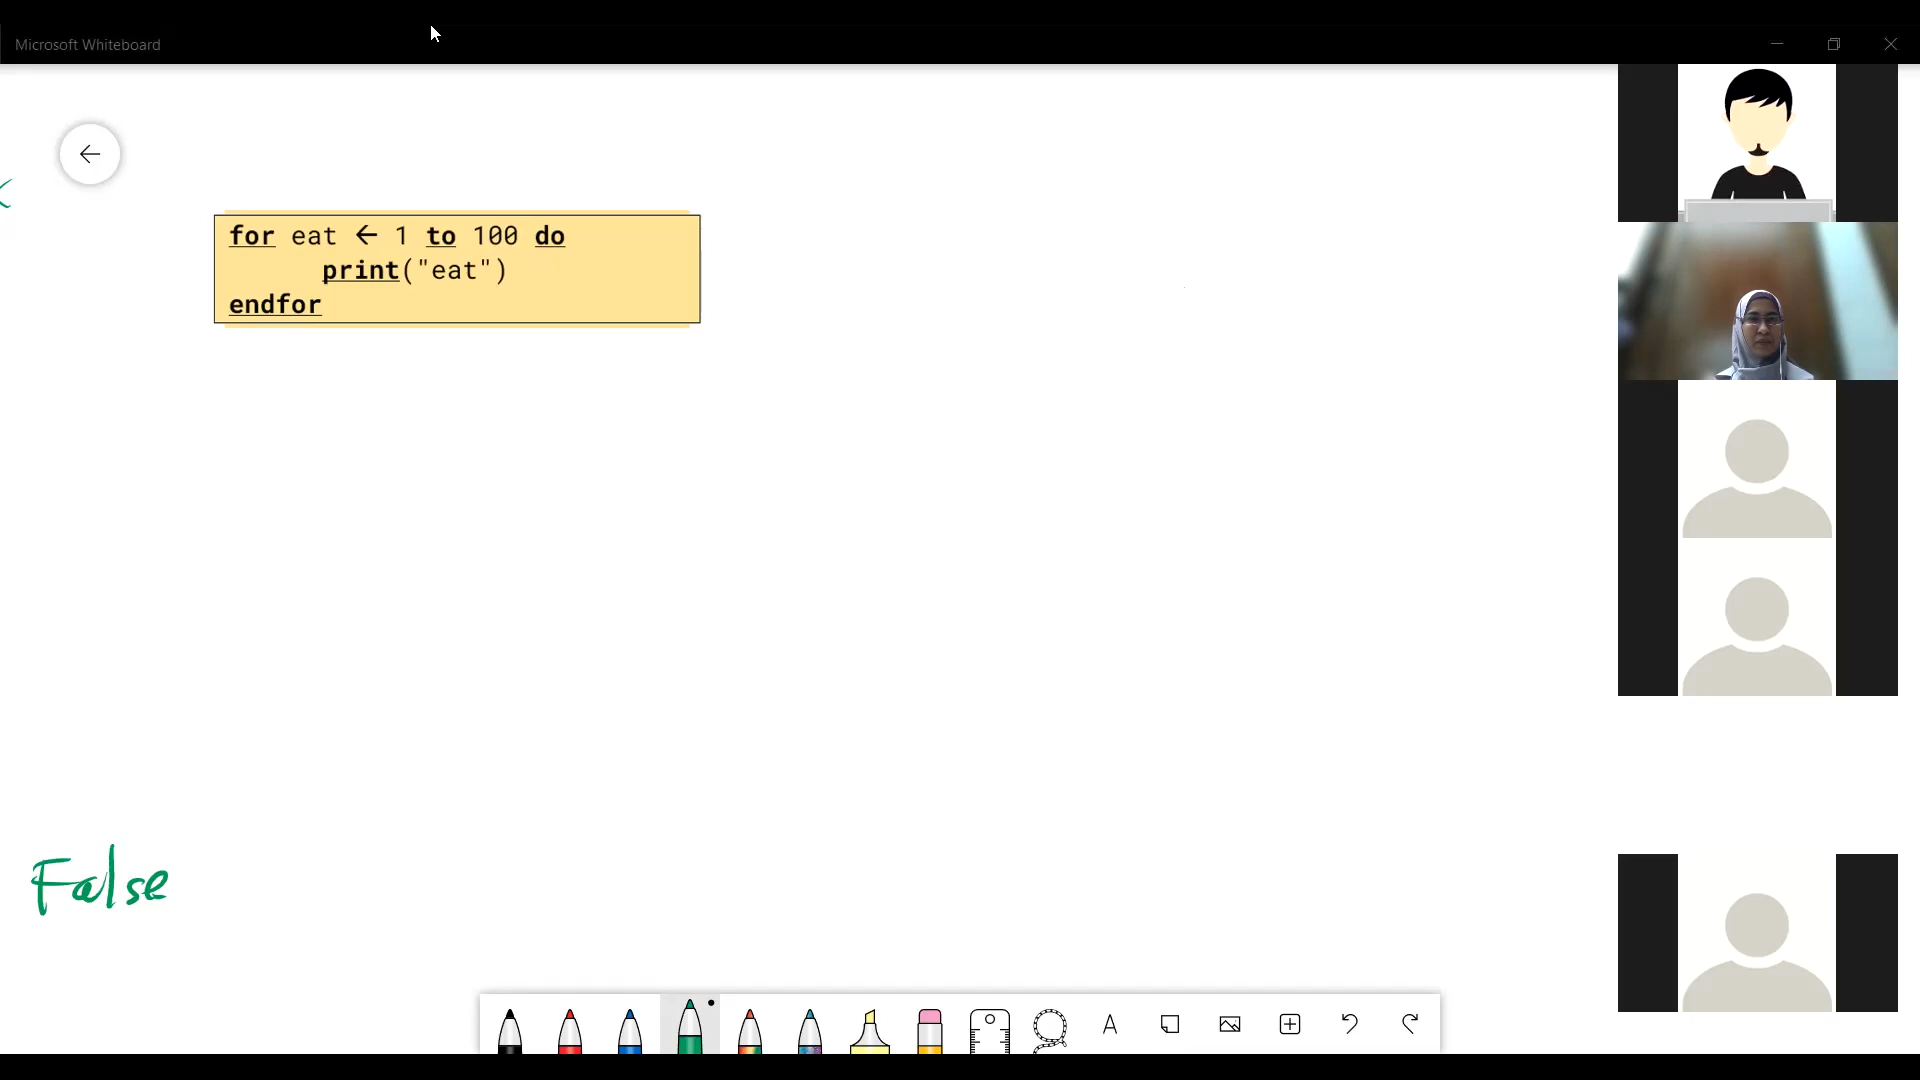 Microsoft Whiteboard
for eat ← 1 to 100 do
print("eat")
endfor
False
A